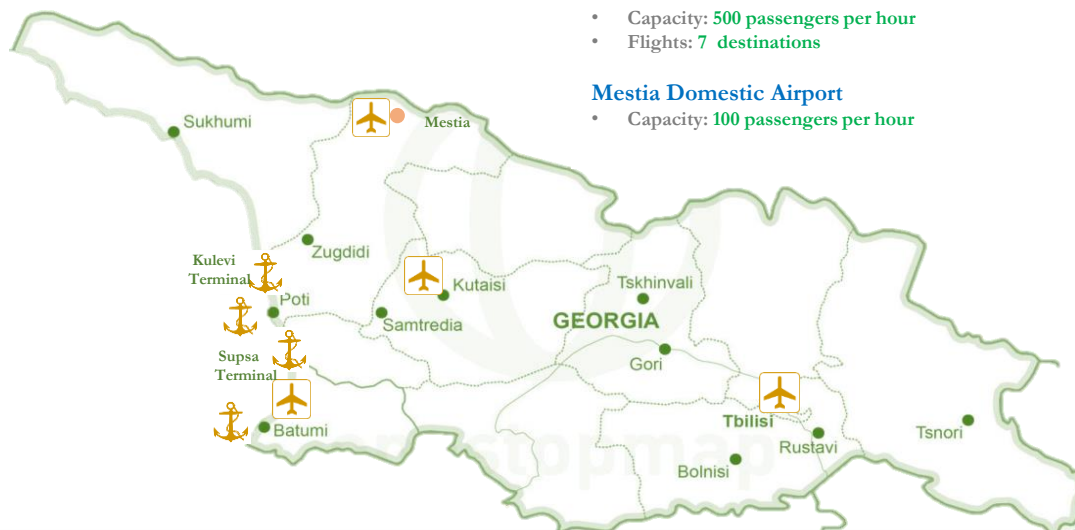 • Capacity: 500 passengers per hour
• Flights: 7 destinations
Mestia Domestic Airport
• Capacity: 100 passengers per hour
Sukhumi
Mestia
Zugdidi
Kulevi
Terminal
Kutaisi
Tskhinvali
Poti
Samtredia
GEORGIA
Supsa
Terminal
Gori
Tbilisi
Batumi
Rustavi
Tsnori
Bolnisi